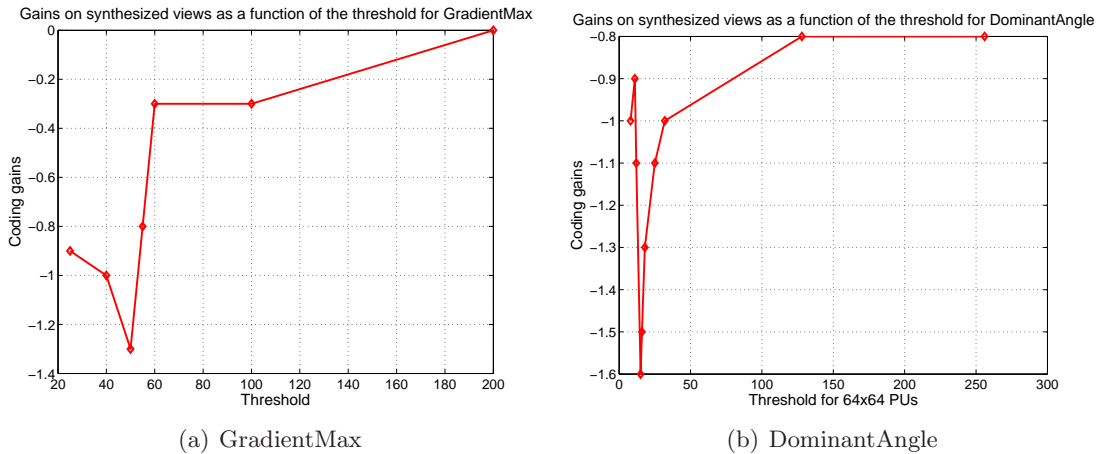 Gains on synthesized views as a function of the threshold for GradientMax
0
−0.2
−0.4
−0.6
−0.8
−1
−1.2
−1.4
Coding gains
20 40 60 80 100 120 140 160 180 200
Threshold
(a) GradientMax
Gains on synthesized views as a function of the threshold for DominantAngle
−0.8
−0.9
−1
−1.1
−1.2
−1.3
−1.4
−1.5
−1.6
Coding gains
0 50 100 150 200 250 300
Threshold for 64x64 PUs
(b) DominantAngle